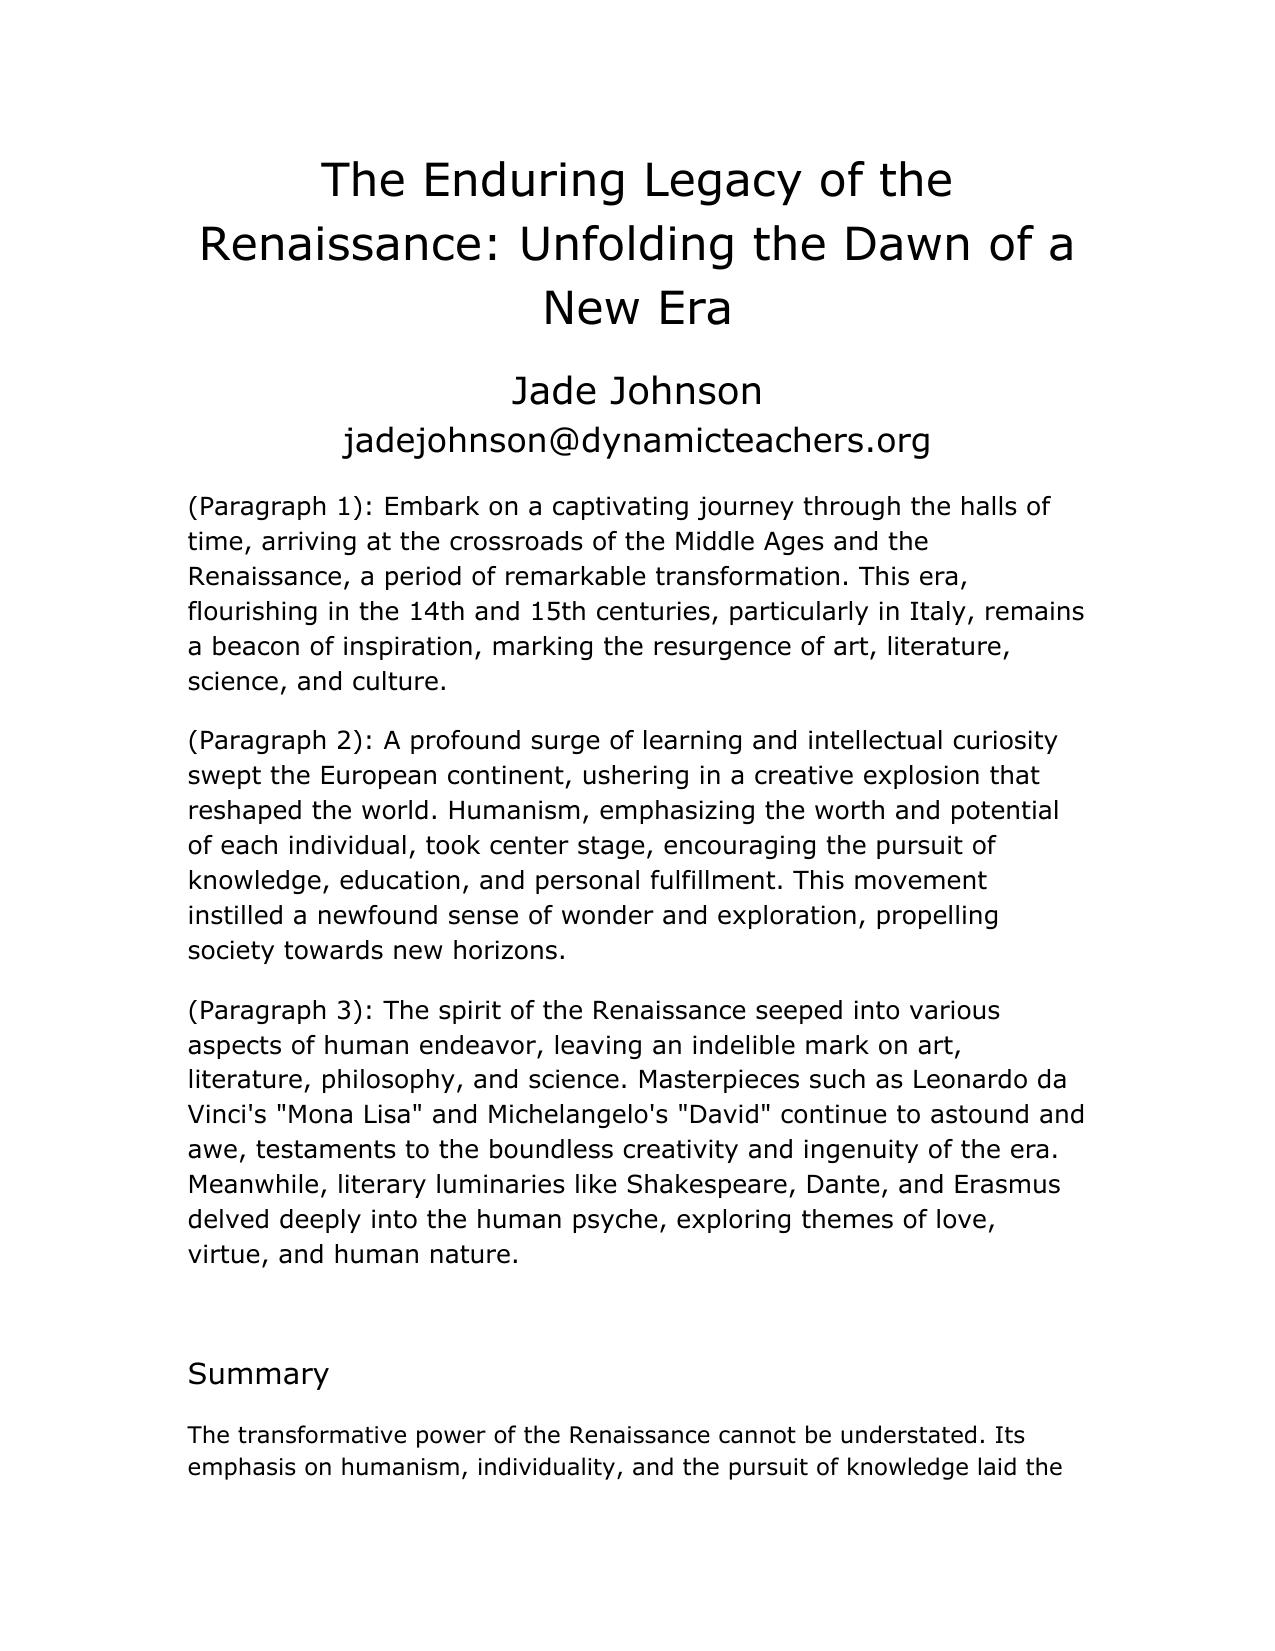 The Enduring Legacy of the
Renaissance: Unfolding the Dawn of a
New Era
Jade Johnson
jadejohnson@dynamicteachers.org
(Paragraph 1): Embark on a captivating journey through the halls of
time, arriving at the crossroads of the Middle Ages and the
Renaissance, a period of remarkable transformation. This era,
flourishing in the 14th and 15th centuries, particularly in Italy, remains
a beacon of inspiration, marking the resurgence of art, literature,
science, and culture.
(Paragraph 2): A profound surge of learning and intellectual curiosity
swept the European continent, ushering in a creative explosion that
reshaped the world. Humanism, emphasizing the worth and potential
of each individual, took center stage, encouraging the pursuit of
knowledge, education, and personal fulfillment. This movement
instilled a newfound sense of wonder and exploration, propelling
society towards new horizons.
(Paragraph 3): The spirit of the Renaissance seeped into various
aspects of human endeavor, leaving an indelible mark on art,
literature, philosophy, and science. Masterpieces such as Leonardo da
Vinci's "Mona Lisa" and Michelangelo's "David" continue to astound and
awe, testaments to the boundless creativity and ingenuity of the era.
Meanwhile, literary luminaries like Shakespeare, Dante, and Erasmus
delved deeply into the human psyche, exploring themes of love,
virtue, and human nature.
Summary
The transformative power of the Renaissance cannot be understated. Its
emphasis on humanism, individuality, and the pursuit of knowledge laid the